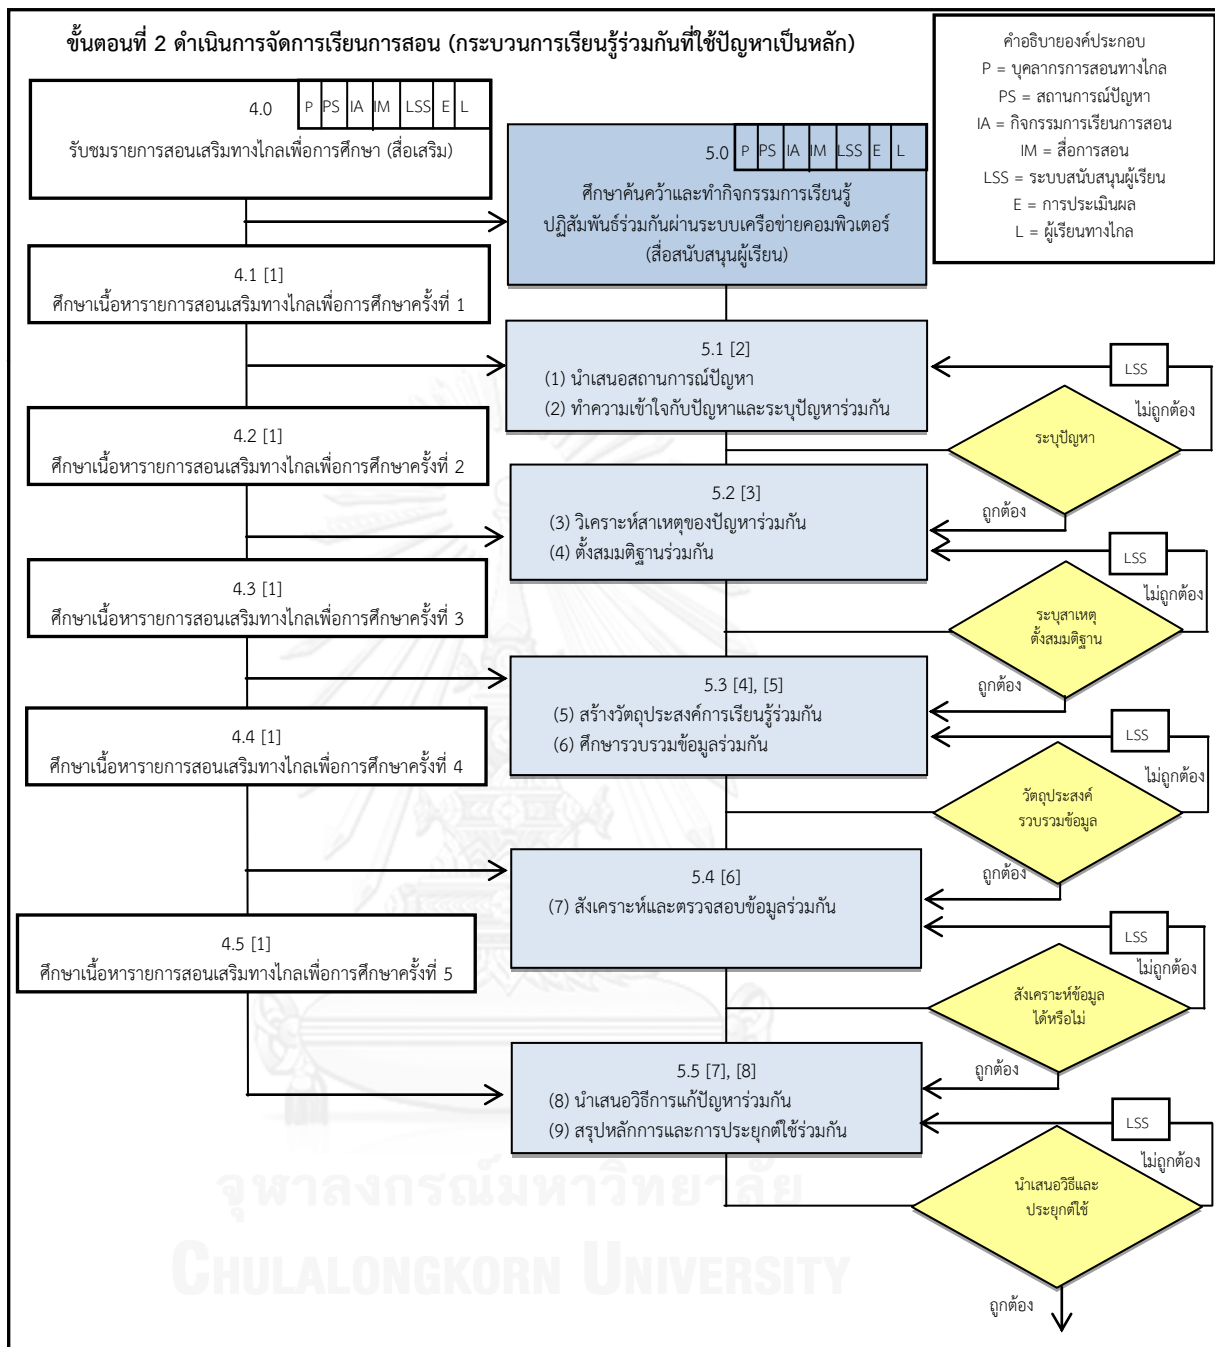 ขั้นตอนที่ 2 ดำเนินการจัดการเรียนการสอน (กระบวนการเรียนรู้ร่วมกันที่ใช้ปัญหาเป็นหลัก)
คำอธิบายองค์ประกอบ
P = บุคลากรการสอนทางไกล
PS = สถานการณ์ปัญหา
IA = กิจกรรมการเรียนการสอน
IM = สื่อการสอน
LSS = ระบบสนับสนุนผู้เรียน
E = การประเมินผล
L = ผู้เรียนทางไกล
4.0 P PS IA IM LSS E L
รับชมรายการสอนเสริมทางไกลเพื่อการศึกษา (สื่อเสริม)
5.0 P PS IA IM LSS E L
ศึกษาค้นคว้าและทำกิจกรรมการเรียนรู้
ปฏิสัมพันธ์ร่วมกันผ่านระบบเครือข่ายคอมพิวเตอร์
(สื่อสนับสนุนผู้เรียน)
4.1 [1]
ศึกษาเนื้อหารายการสอนเสริมทางไกลเพื่อการศึกษาครั้งที่ 1
5.1 [2]
(1) นำเสนอสถานการณ์ปัญหา
(2) ทำความเข้าใจกับปัญหาและระบุปัญหาร่วมกัน
LSS
ไม่ถูกต้อง
ระบุปัญหา
ถูกต้อง
4.2 [1]
ศึกษาเนื้อหารายการสอนเสริมทางไกลเพื่อการศึกษาครั้งที่ 2
5.2 [3]
(3) วิเคราะห์สาเหตุของปัญหาร่วมกัน
(4) ตั้งสมมติฐานร่วมกัน
LSS
ไม่ถูกต้อง
ระบุสาเหตุ
ตั้งสมมติฐาน
ถูกต้อง
4.3 [1]
ศึกษาเนื้อหารายการสอนเสริมทางไกลเพื่อการศึกษาครั้งที่ 3
5.3 [4], [5]
(5) สร้างวัตถุประสงค์การเรียนรู้ร่วมกัน
(6) ศึกษารวบรวมข้อมูลร่วมกัน
LSS
ไม่ถูกต้อง
วัตถุประสงค์
รวบรวมข้อมูล
ถูกต้อง
4.4 [1]
ศึกษาเนื้อหารายการสอนเสริมทางไกลเพื่อการศึกษาครั้งที่ 4
5.4 [6]
(7) สังเคราะห์และตรวจสอบข้อมูลร่วมกัน
LSS
ไม่ถูกต้อง
สังเคราะห์ข้อมูล
ได้หรือไม่
ถูกต้อง
4.5 [1]
ศึกษาเนื้อหารายการสอนเสริมทางไกลเพื่อการศึกษาครั้งที่ 5
5.5 [7], [8]
(8) นำเสนอวิธีการแก้ปัญหาร่วมกัน
(9) สรุปหลักการและการประยุกต์ใช้ร่วมกัน
LSS
ไม่ถูกต้อง
นำเสนอวิธีและ
ประยุกต์ใช้
ถูกต้อง
จุฬาลงกรณ์มหาวิทยาลัย
CHULALONGKORN UNIVERSITY